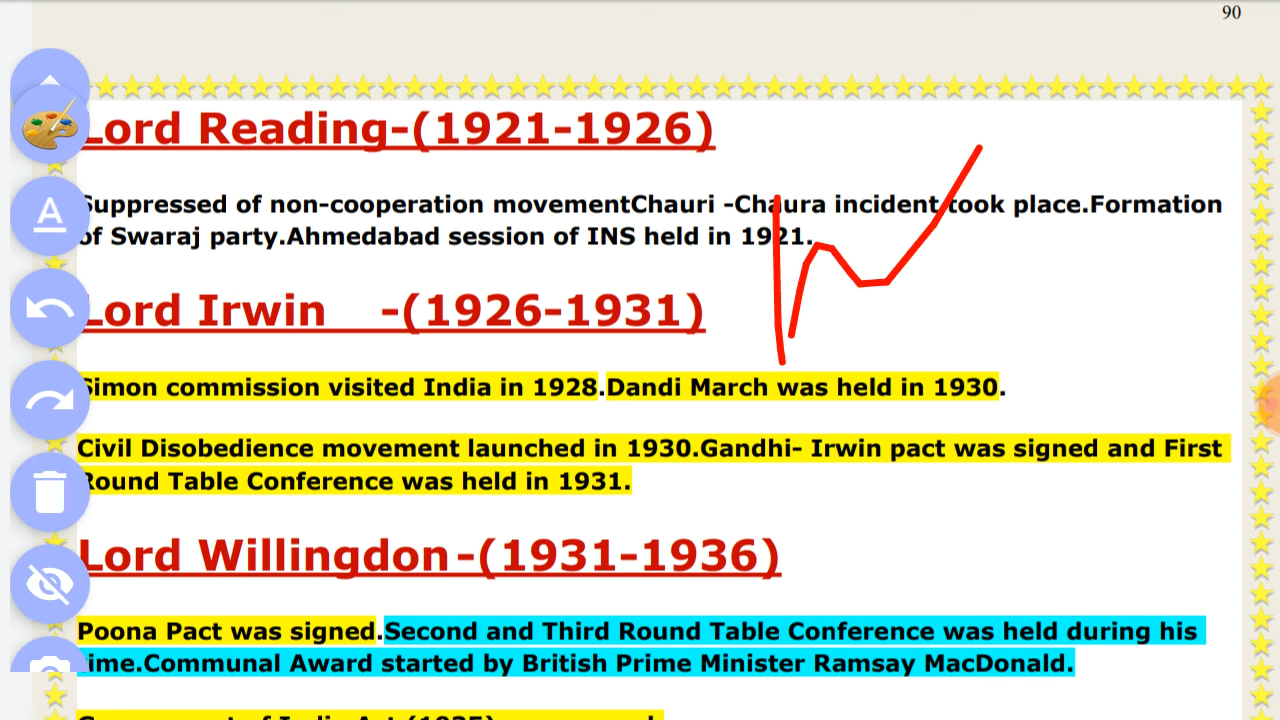 90
Lord Reading-(1921-1926)
Suppressed of non-cooperation movementChauri -Chaura incident took place.Formation
of Swaraj party.Ahmedabad session of INS held in 1921.
Lord Irwin -(1926-1931)
Simon commission visited India in 1928.Dandi March was held in 1930.
Civil Disobedience movement launched in 1930.Gandhi- Irwin pact was signed and First
Round Table Conference was held in 1931.
Lord Willingdon-(1931-1936)
Poona Pact was signed.Second and Third Round Table Conference was held during his
time.Communal Award started by British Prime Minister Ramsay MacDonald.